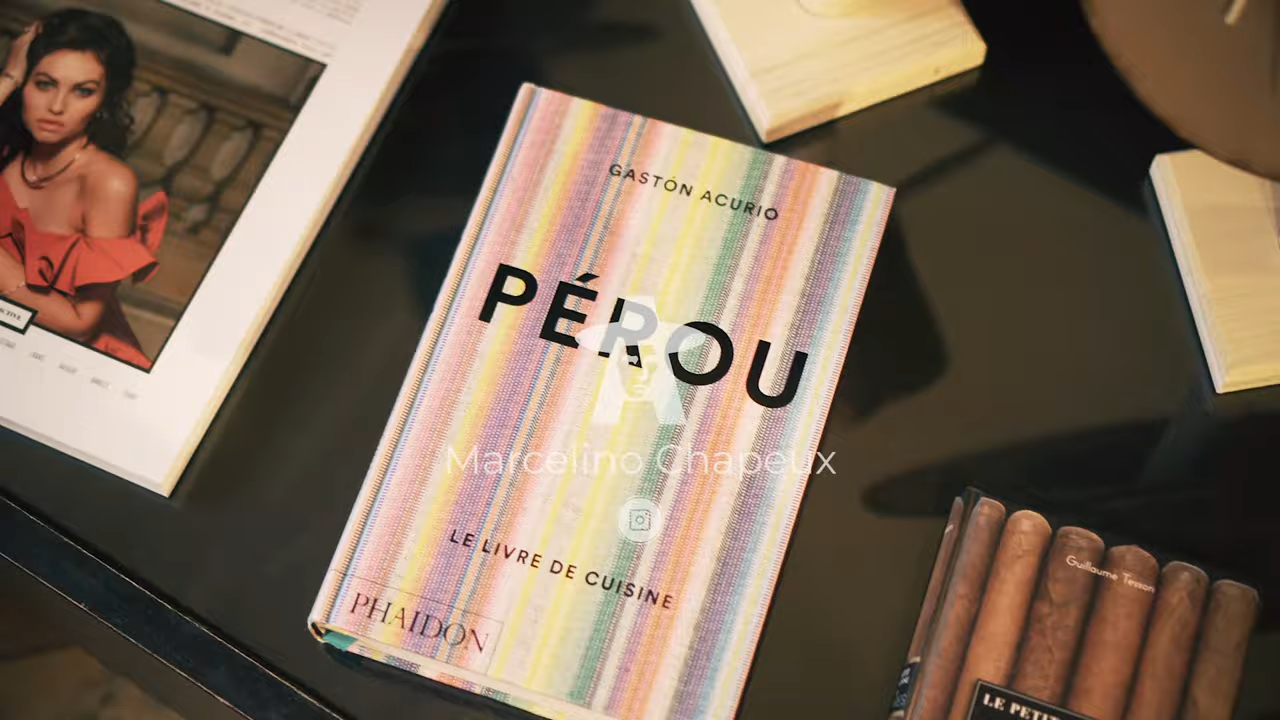 GASTÓN ACURIO
PÉROU
Marcelino Chapeux
LE LIVRE DE CUISINE
PHAIDON
Guillaume Tesson
LE PETIT